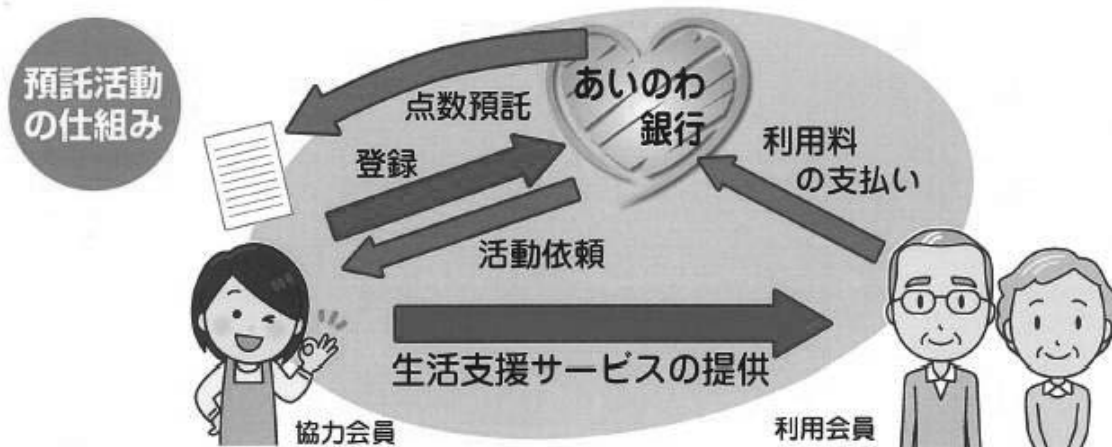 預託活動
の仕組み
あいのわ
銀行
点数預託
登録
利用料
の支払い
活動依頼
生活支援サービスの提供
協力会員
利用会員